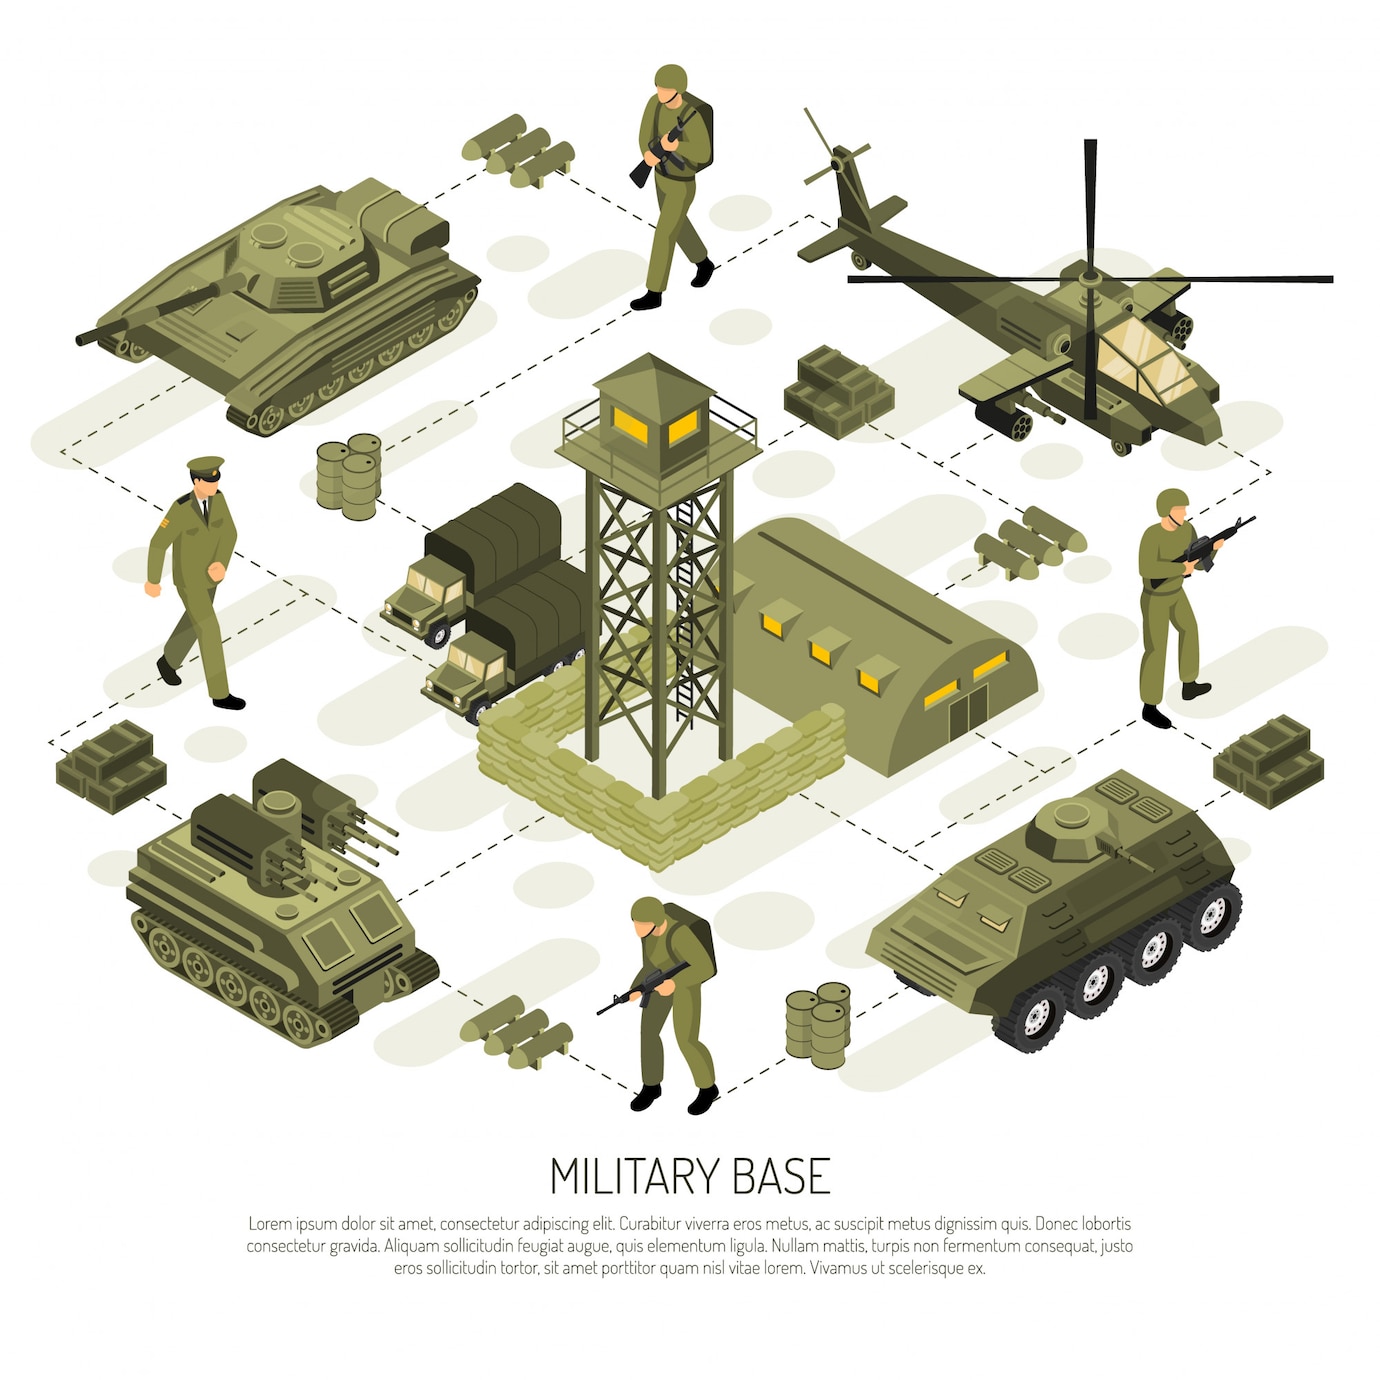 MILITARY BASE
Lorem ipsum dolor sit amet, consectetur adipiscing elit. Curabitur viverra eros metus, ac suscipit metus dignissim quis. Donec lobortis
consectetur gravida. Aliquam sollicitudin feugiat augue, quis elementum ligula. Nullam mattis, turpis non fermentum consequat, justo
eros sollicitudin tortor, sit amet porttitor quam nisl vitae lorem. Vivamus ut scelerisque ex.